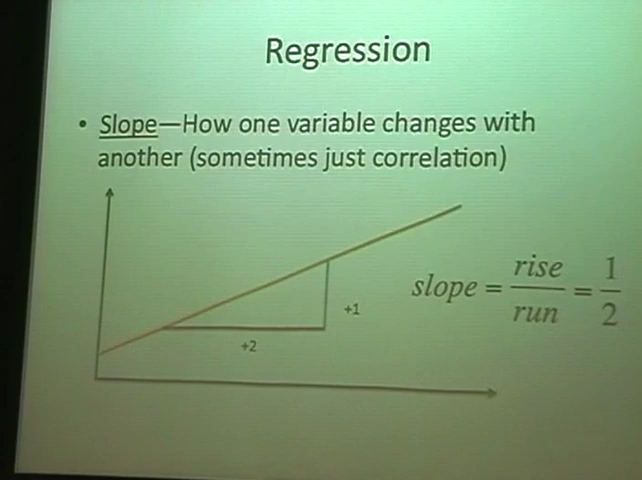 Regression
• Slope—How one variable changes with
another (sometimes just correlation)
slope = rise/run = 1/2
+1
+2